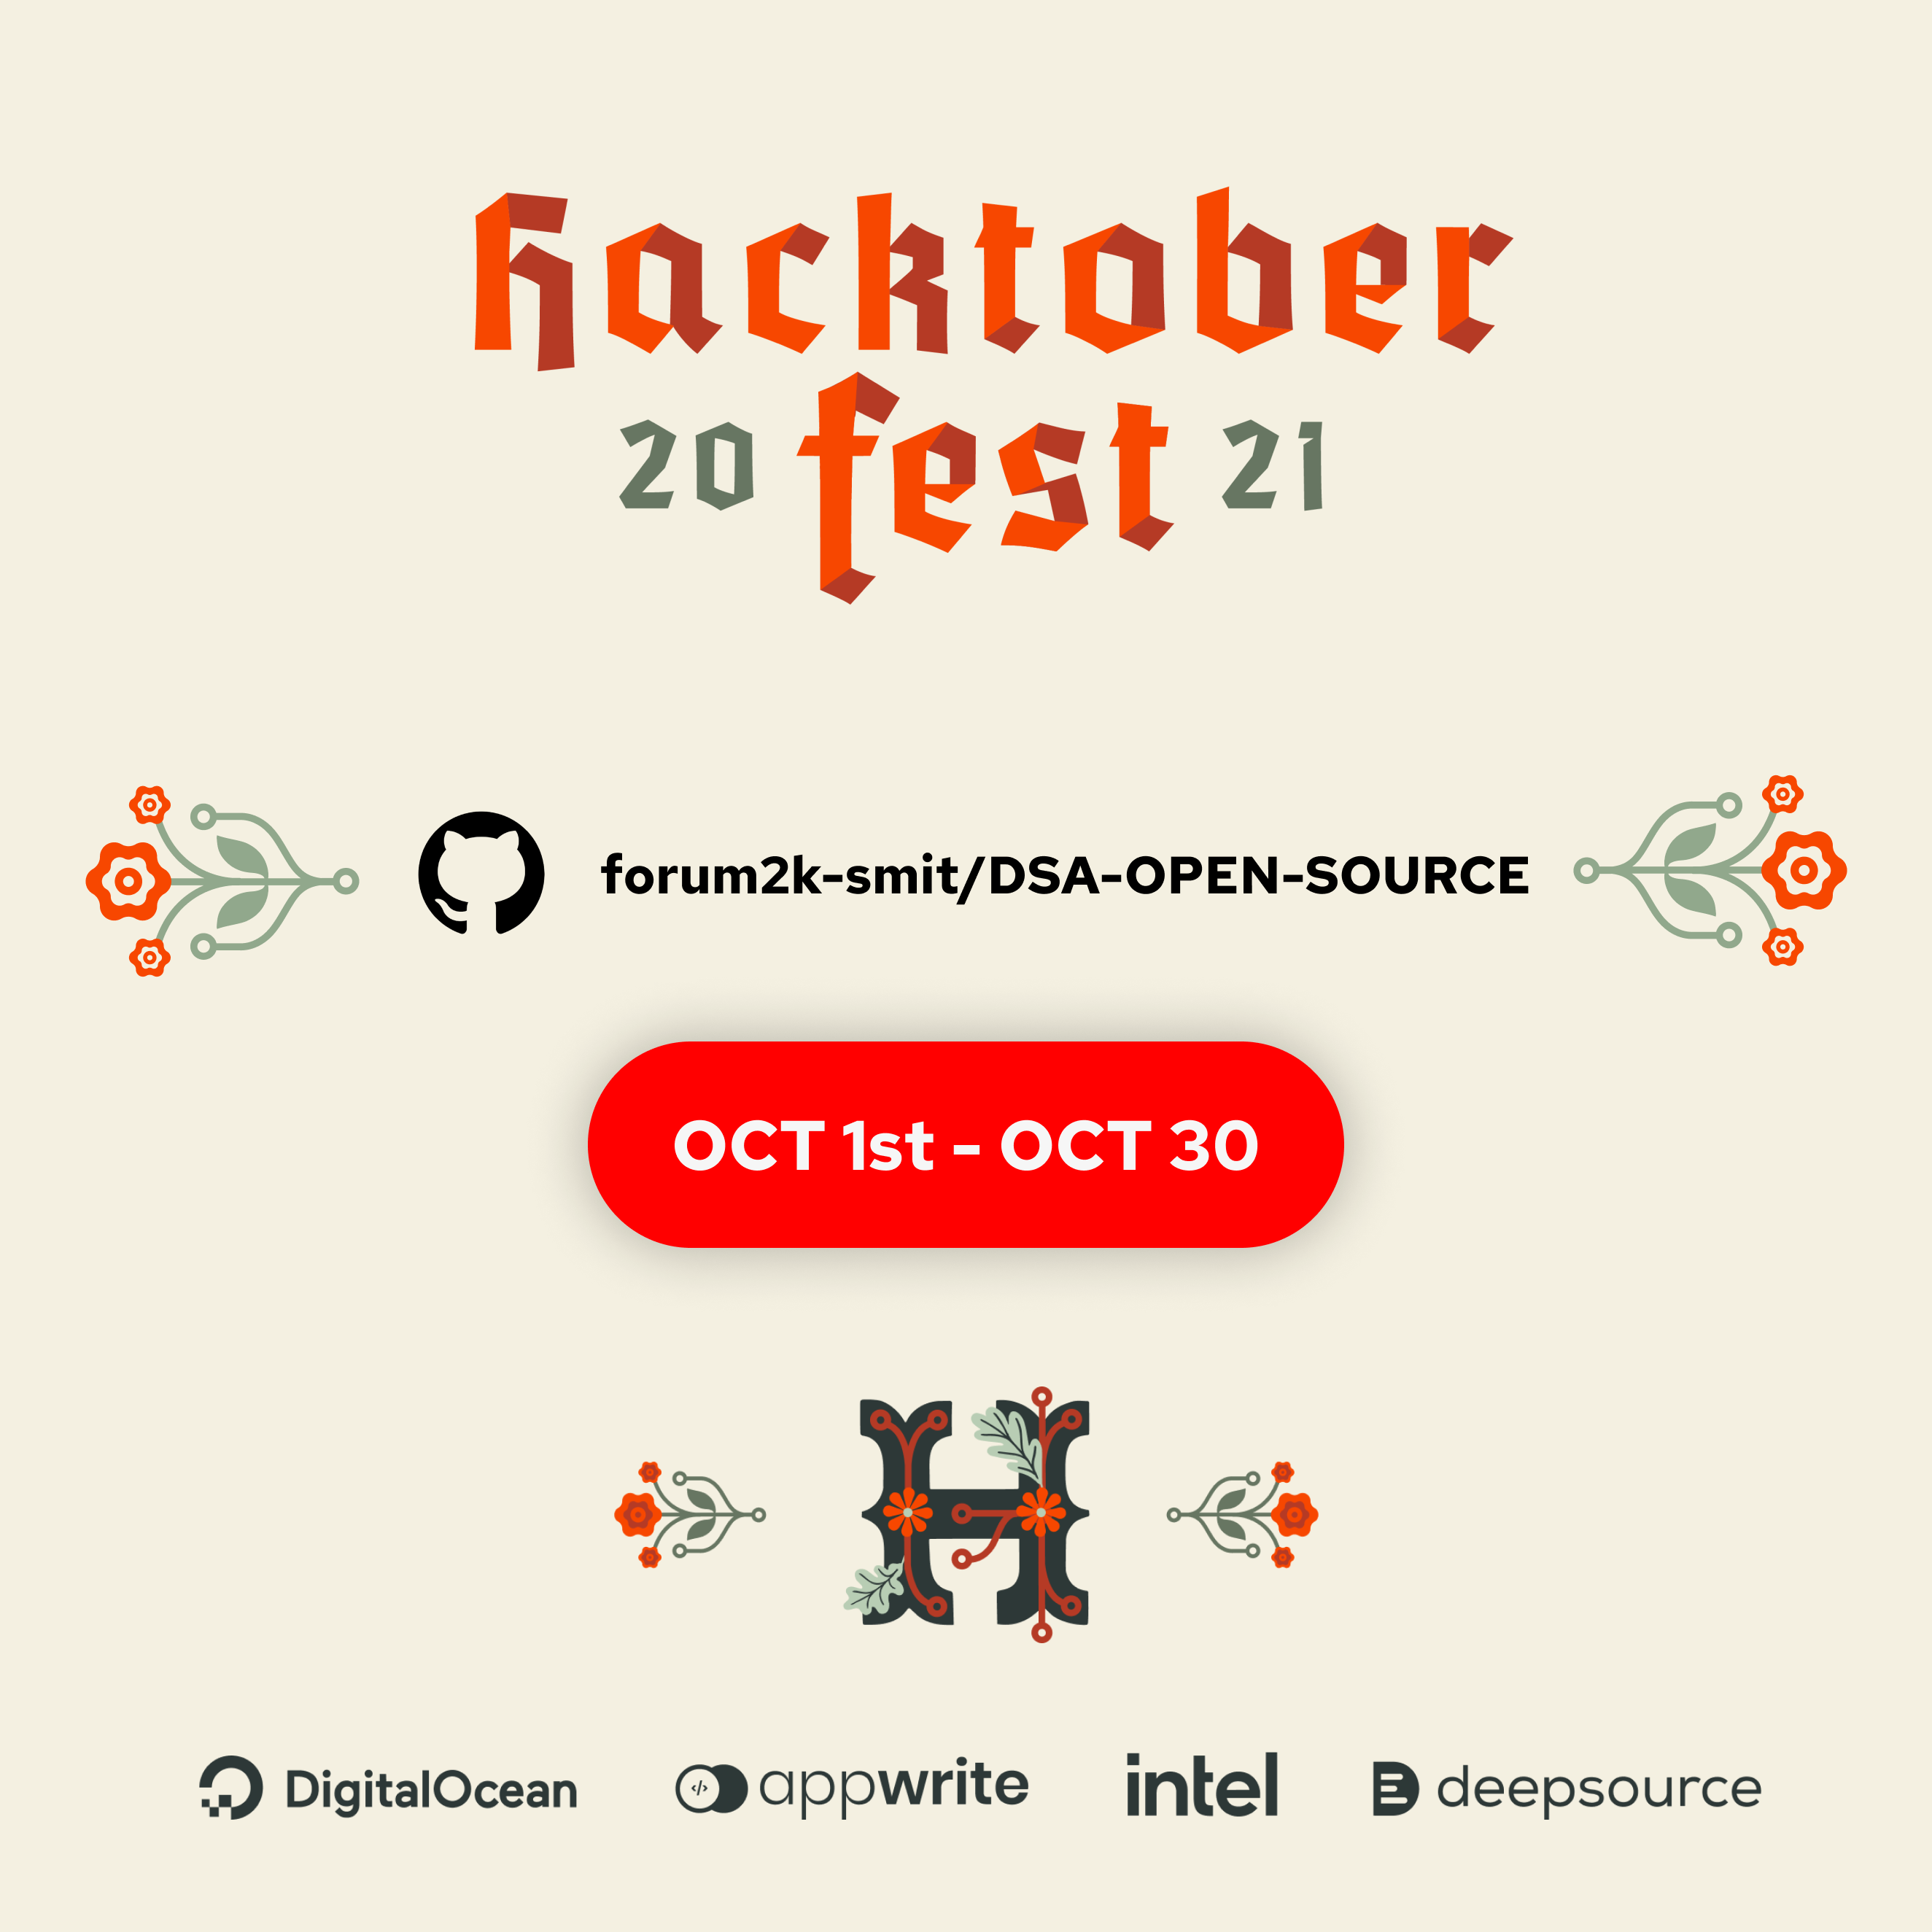 hacktober
20 fest 21
forum2k-smit/DSA-OPEN-SOURCE
OCT 1st - OCT 30
H
DigitalOcean appwrite intel deepsource